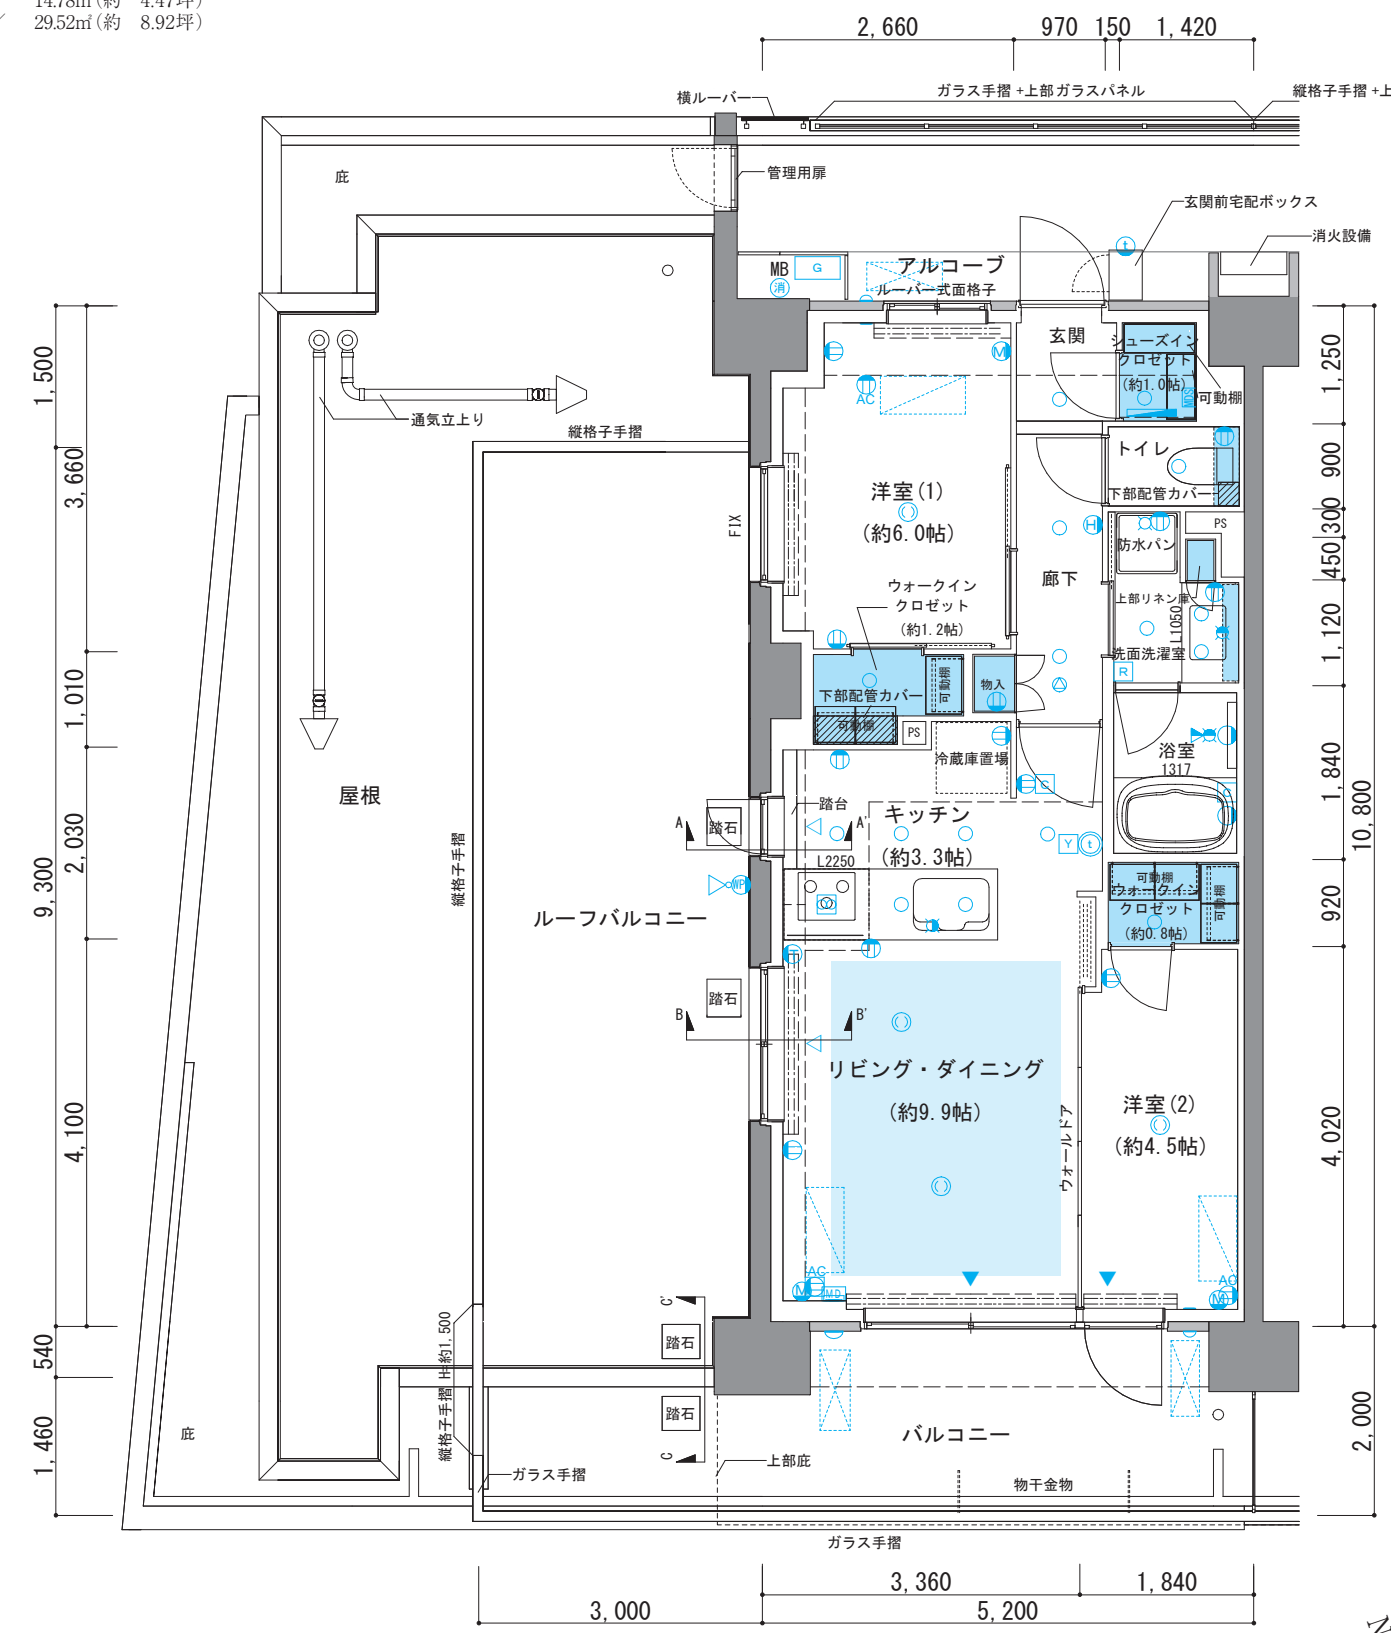 14.78㎡(約 4.47坪)
29.52㎡(約 8.92坪)
2,660
970
150
1,420
横ルーバー
ガラス手摺+上部ガラスパネル
縦格子手摺+上
庇
管理用扉
玄関前宅配ボックス
消火設備
MB
G
消
アルコーブ
ルーバー式面格子
t
玄関
シューズイン
クロゼット
(約1.0帖)
可動棚
M
AC
通気立上り
縦格子手摺
トイレ
下部配管カバー
洋室(1)
(約6.0帖)
FIX
H
防水パン
PS
廊下
上部リネン庫
L1050
洗面洗濯室
R
ウォークイン
クロゼット
(約1.2帖)
下部配管カバー
可動棚
可動棚
物入
PS
冷蔵庫置場
浴室
1317
屋根
踏台
キッチン
(約3.3帖)
C
Y
t
踏石
A
A'
L2250
縦格子手摺
WP
ルーフバルコニー
可動棚
ウォークイン
クロゼット
(約0.8帖)
可動棚
踏石
B
B'
リビング・ダイニング
(約9.9帖)
ウォールドア
洋室(2)
(約4.5帖)
AC
M
AC
M
C'
踏石
縦格子手摺 H=約1,500
踏石
C
庇
バルコニー
上部庇
ガラス手摺
物干金物
ガラス手摺
1,500
3,660
1,010
2,030
9,300
4,100
540
1,460
1,250
900
300
450
1,120
1,840
10,800
920
4,020
2,000
3,360
1,840
3,000
5,200
N